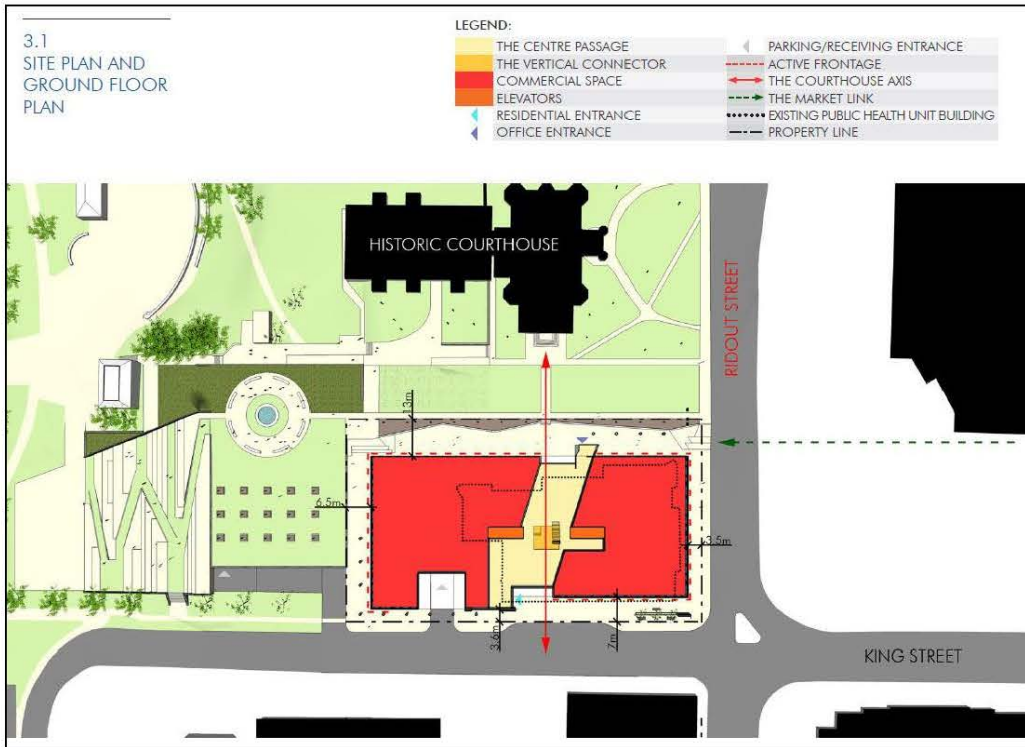 3.1
SITE PLAN AND
GROUND FLOOR
PLAN
LEGEND:
THE CENTRE PASSAGE
THE VERTICAL CONNECTOR
COMMERCIAL SPACE
ELEVATORS
RESIDENTIAL ENTRANCE
OFFICE ENTRANCE
PARKING/RECEIVING ENTRANCE
ACTIVE FRONTAGE
THE COURTHOUSE AXIS
THE MARKET LINK
EXISTING PUBLIC HEALTH UNIT BUILDING
PROPERTY LINE
HISTORIC COURTHOUSE
RIDOUT STREET
13m
6.5m
3.5m
3.6m
7m
KING STREET